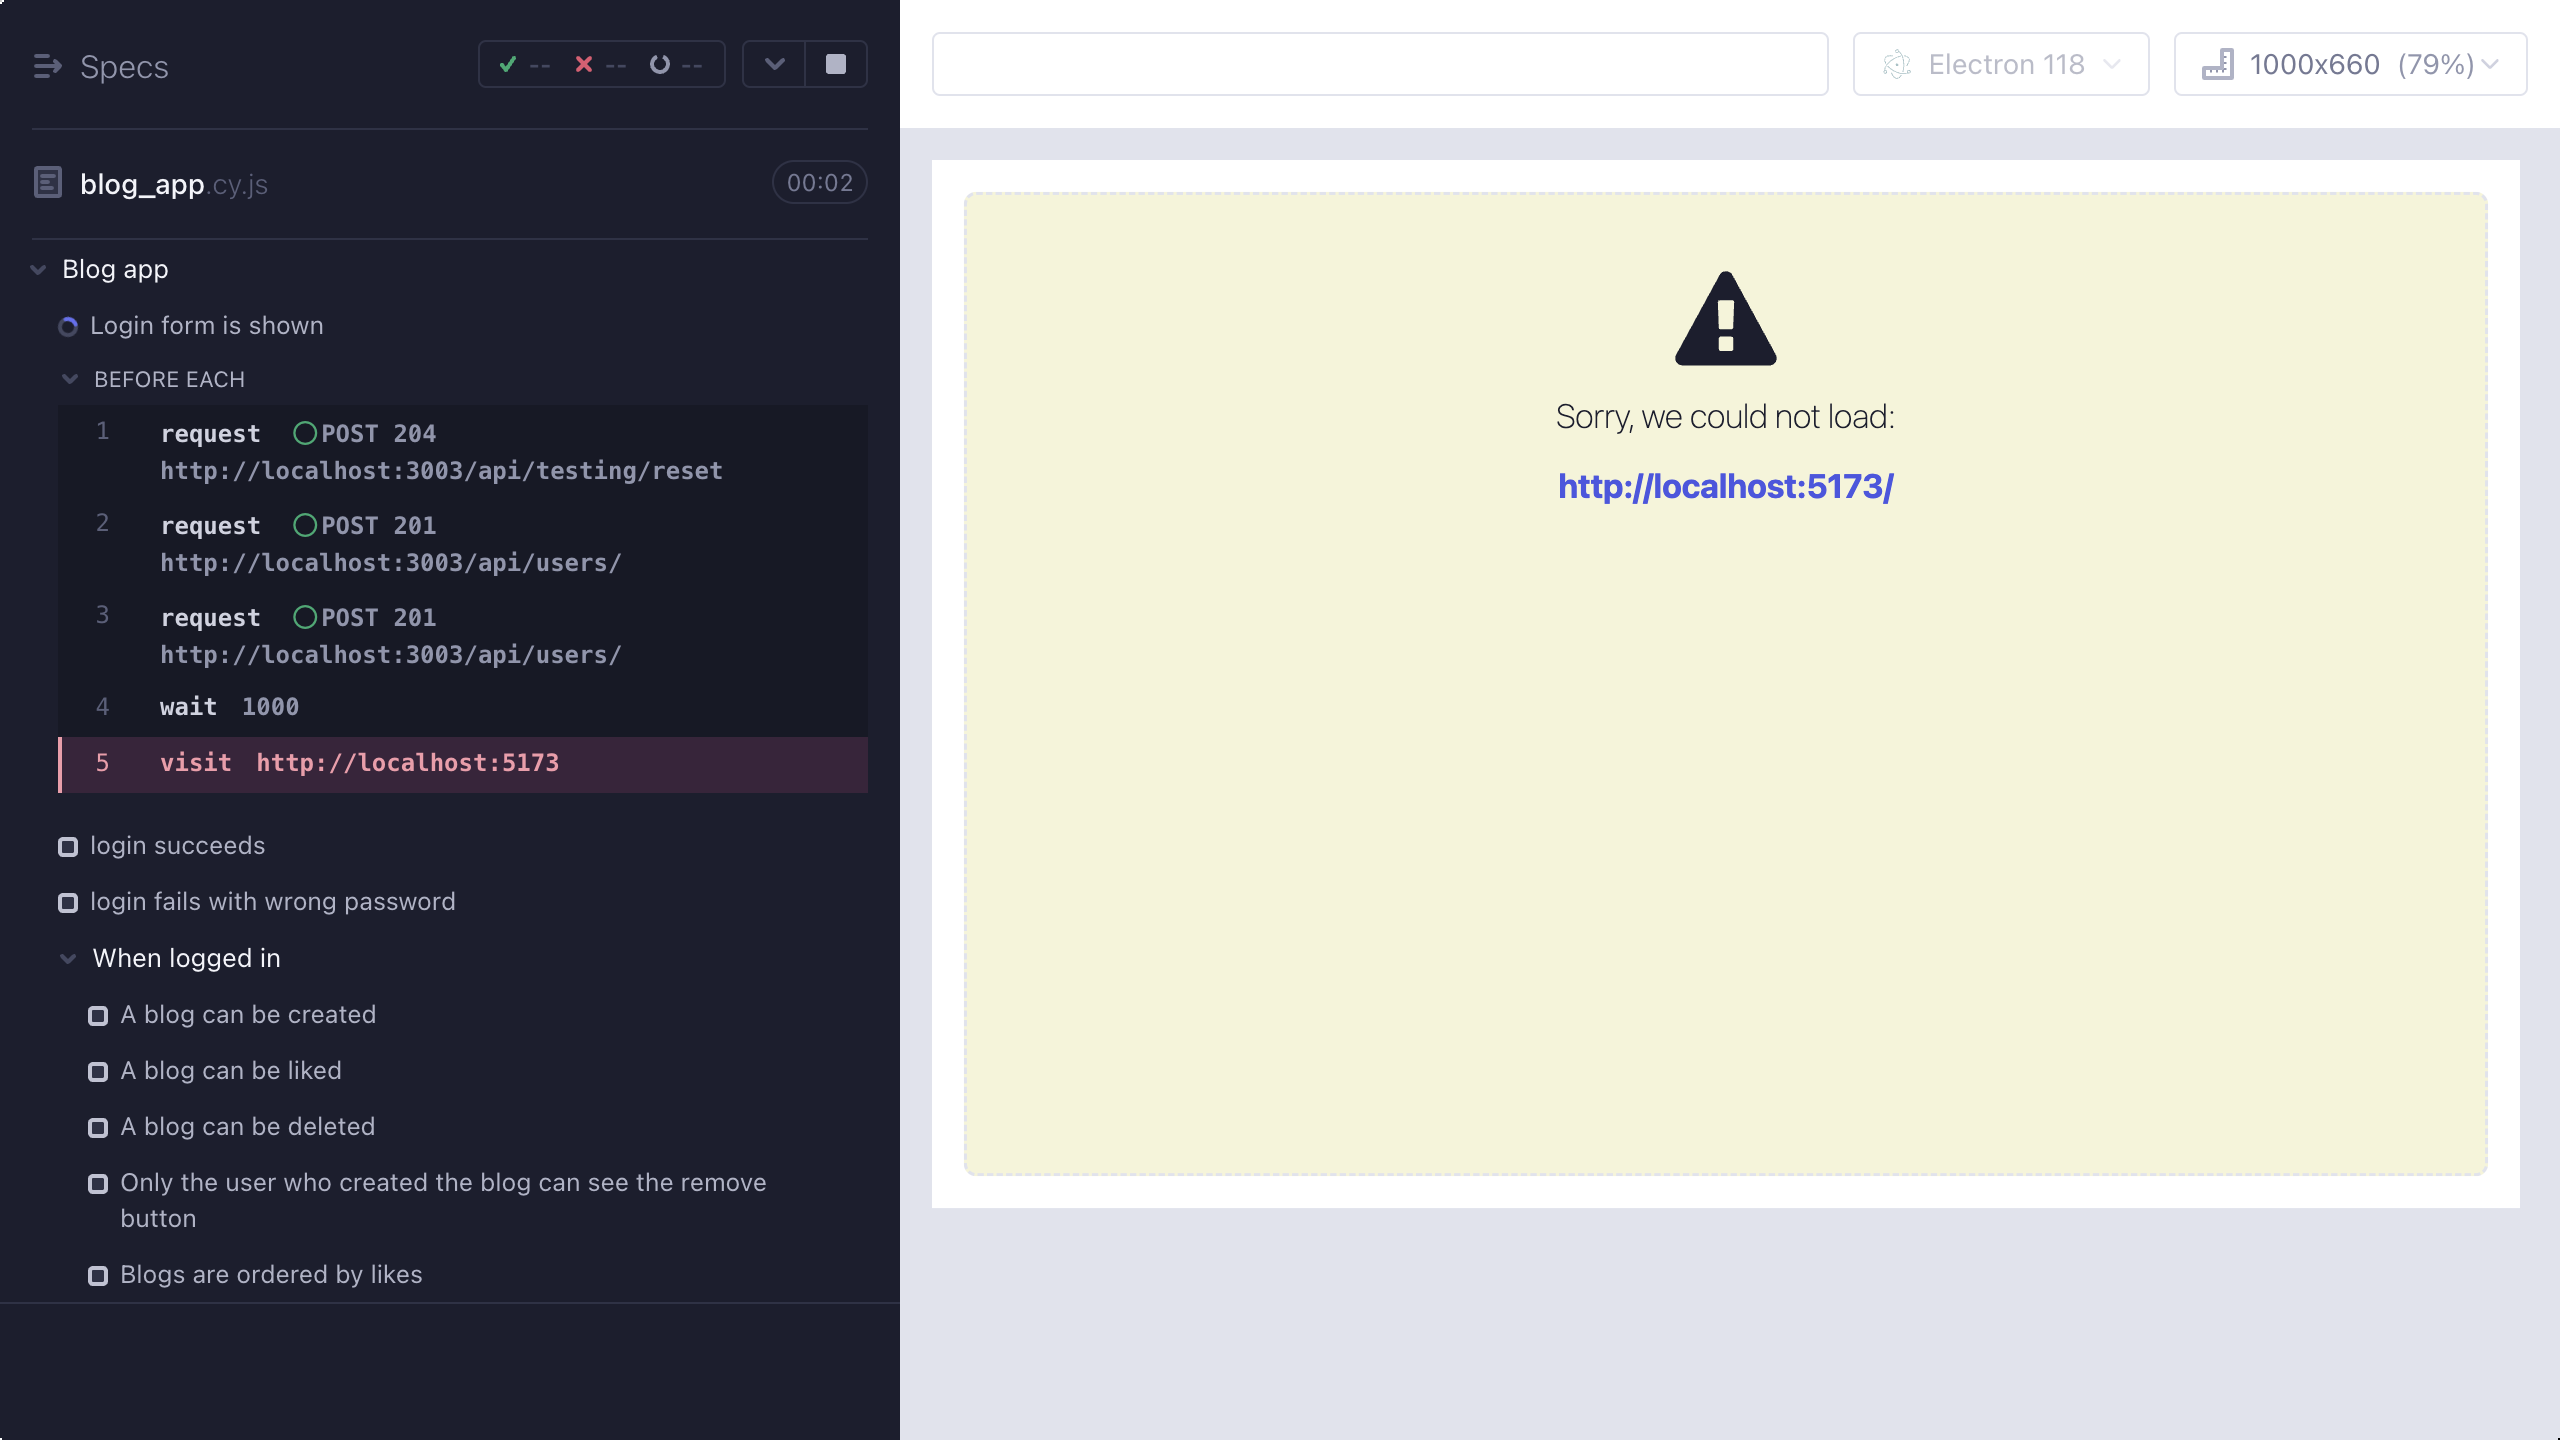 Specs
-- -- --
blog_app.cy.js
00:02
Blog app
Login form is shown
BEFORE EACH
1 request POST 204
http://localhost:3003/api/testing/reset
2 request POST 201
http://localhost:3003/api/users/
3 request POST 201
http://localhost:3003/api/users/
4 wait 1000
5 visit http://localhost:5173
login succeeds
login fails with wrong password
When logged in
A blog can be created
A blog can be liked
A blog can be deleted
Only the user who created the blog can see the remove
button
Blogs are ordered by likes
Electron 118
1000x660 (79%)
Sorry, we could not load:
http://localhost:5173/